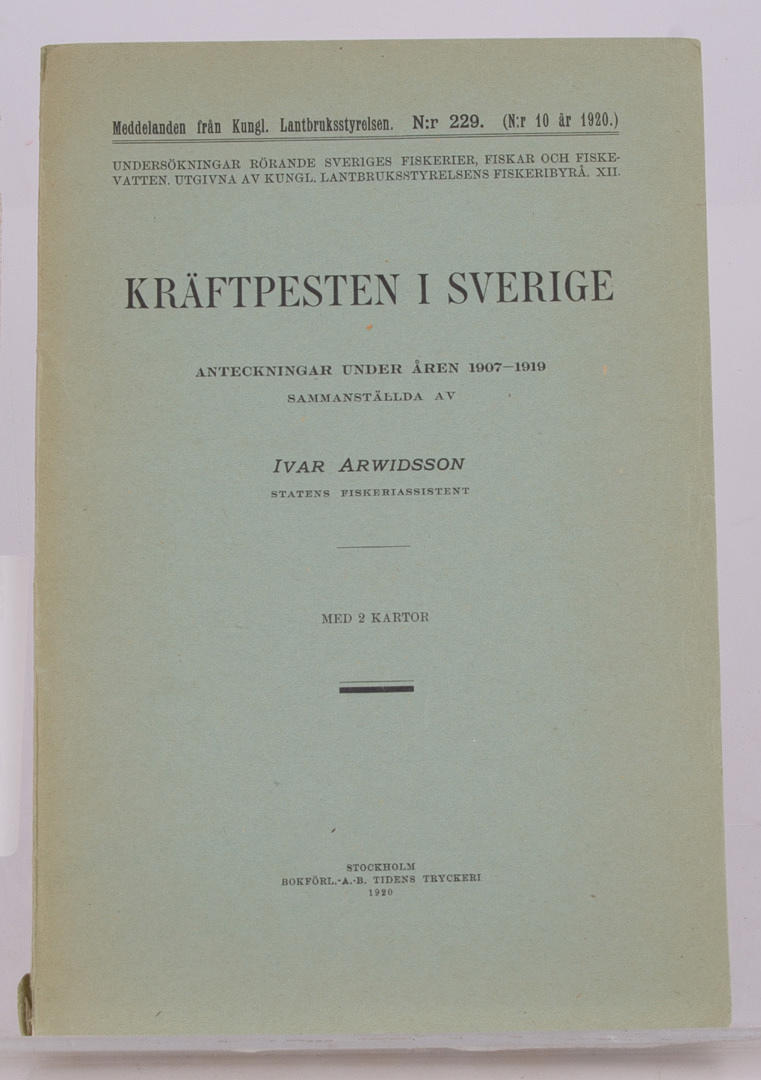 Meddelanden från Kungl. Lantbruksstyrelsen. N:r 229. (N:r 10 år 1920.)
UNDERSÖKNINGAR RÖRANDE SVERIGES FISKERIER, FISKAR OCH FISKE-
VATTEN. UTGIVNA AV KUNGL. LANTBRUKSSTYRELSENS FISKERIBYRÅ. XII.
KRÄFTPESTEN I SVERIGE
ANTECKNINGAR UNDER ÅREN 1907–1919
SAMMANSTÄLLDA AV
IVAR ARWIDSSON
STATENS FISKERIASSISTENT
MED 2 KARTOR
STOCKHOLM
BOKFÖRL.-A.-B. TIDENS TRYCKERI
1920